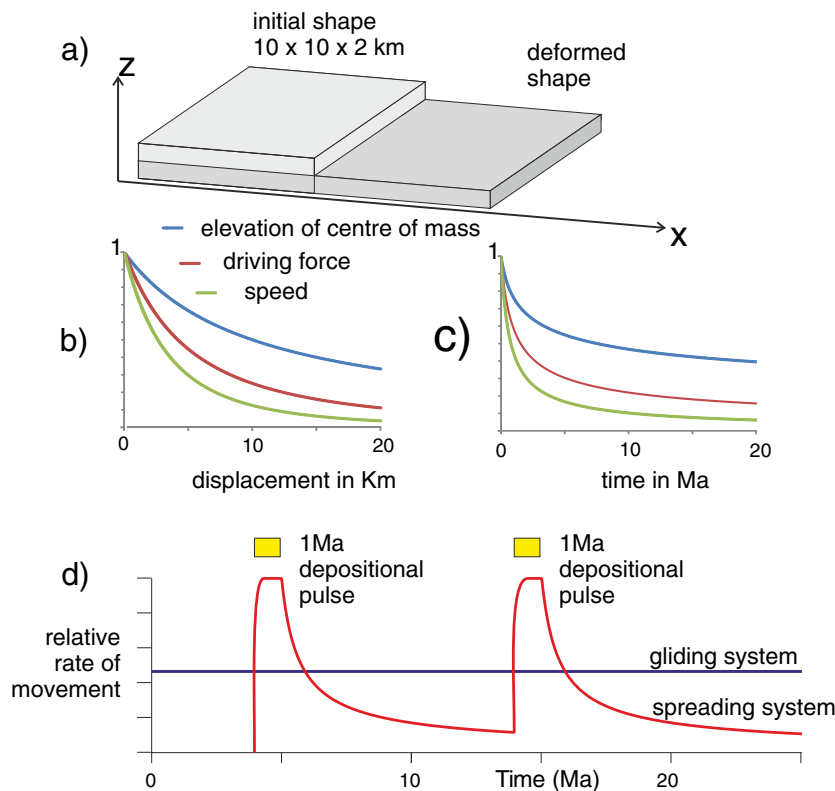 a)
initial shape
10 x 10 x 2 km
deformed
shape
Z
X
elevation of centre of mass
driving force
speed
b)
1
0
10
20
displacement in Km
c)
1
0
10
20
time in Ma
d)
1Ma
depositional
pulse
1Ma
depositional
pulse
relative
rate of
movement
gliding system
spreading system
0
10
20
Time (Ma)